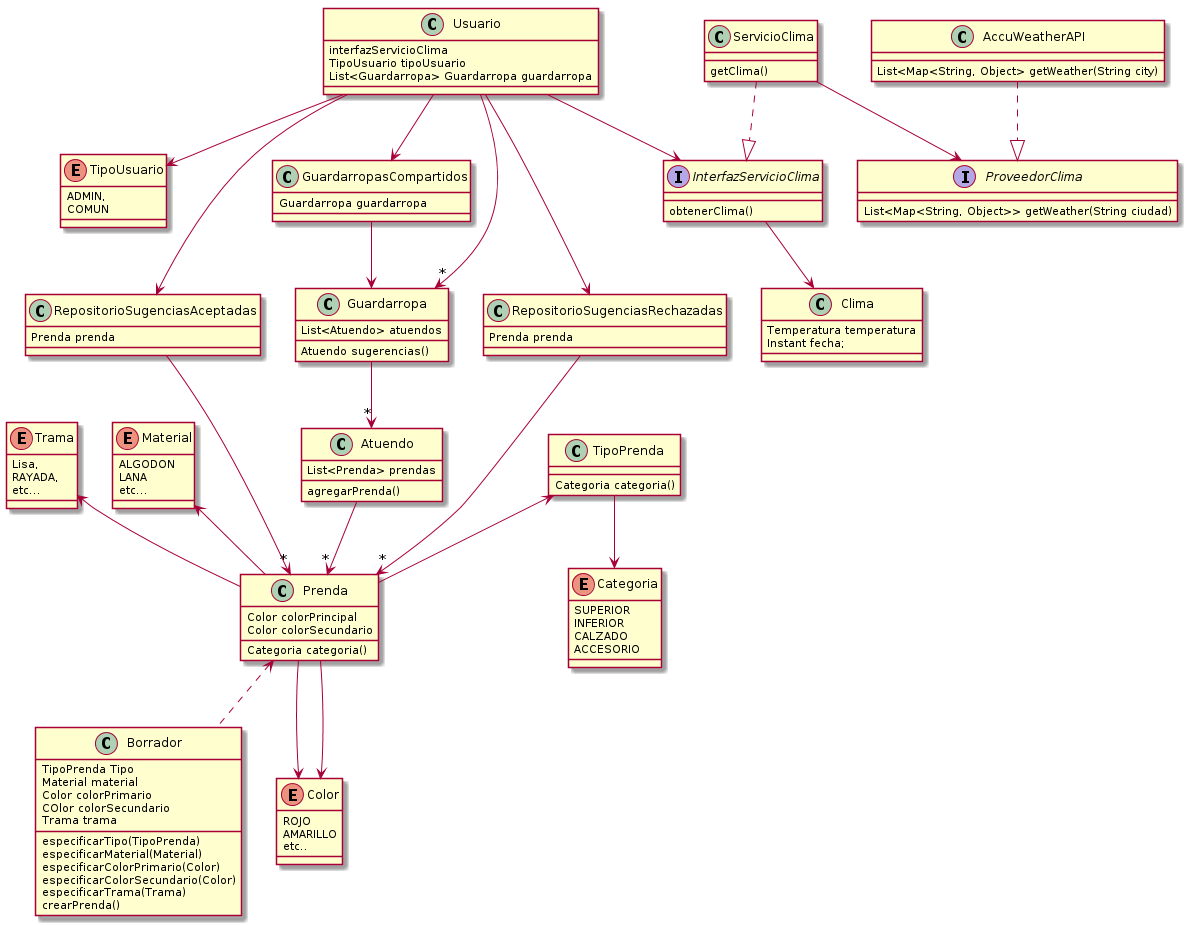 C Usuario
interfazServicioClima
TipoUsuario tipoUsuario
List<Guardarropa> Guardarropa guardarropa
C ServicioClima
getClima()
C AccuWeatherAPI
List<Map<String, Object> getWeather(String city)
E TipoUsuario
ADMIN,
COMUN
C GuardarropasCompartidos
Guardarropa guardarropa
I InterfazServicioClima
obtenerClima()
I ProveedorClima
List<Map<String, Object>> getWeather(String ciudad)
*
C RepositorioSugenciasAceptadas
Prenda prenda
C Guardarropa
List<Atuendo> atuendos
Atuendo sugerencias()
C RepositorioSugenciasRechazadas
Prenda prenda
C Clima
Temperatura temperatura
Instant fecha;
*
E Trama
Lisa,
RAYADA,
etc...
E Material
ALGODON
LANA
etc...
C Atuendo
List<Prenda> prendas
agregarPrenda()
C TipoPrenda
Categoria categoria()
* * *
C Prenda
Color colorPrincipal
Color colorSecundario
Categoria categoria()
E Categoria
SUPERIOR
INFERIOR
CALZADO
ACCESORIO
C Borrador
TipoPrenda Tipo
Material material
Color colorPrimario
COlor colorSecundario
Trama trama
especificarTipo(TipoPrenda)
especificarMaterial(Material)
especificarColorPrimario(Color)
especificarColorSecundario(Color)
especificarTrama(Trama)
crearPrenda()
E Color
ROJO
AMARILLO
etc..